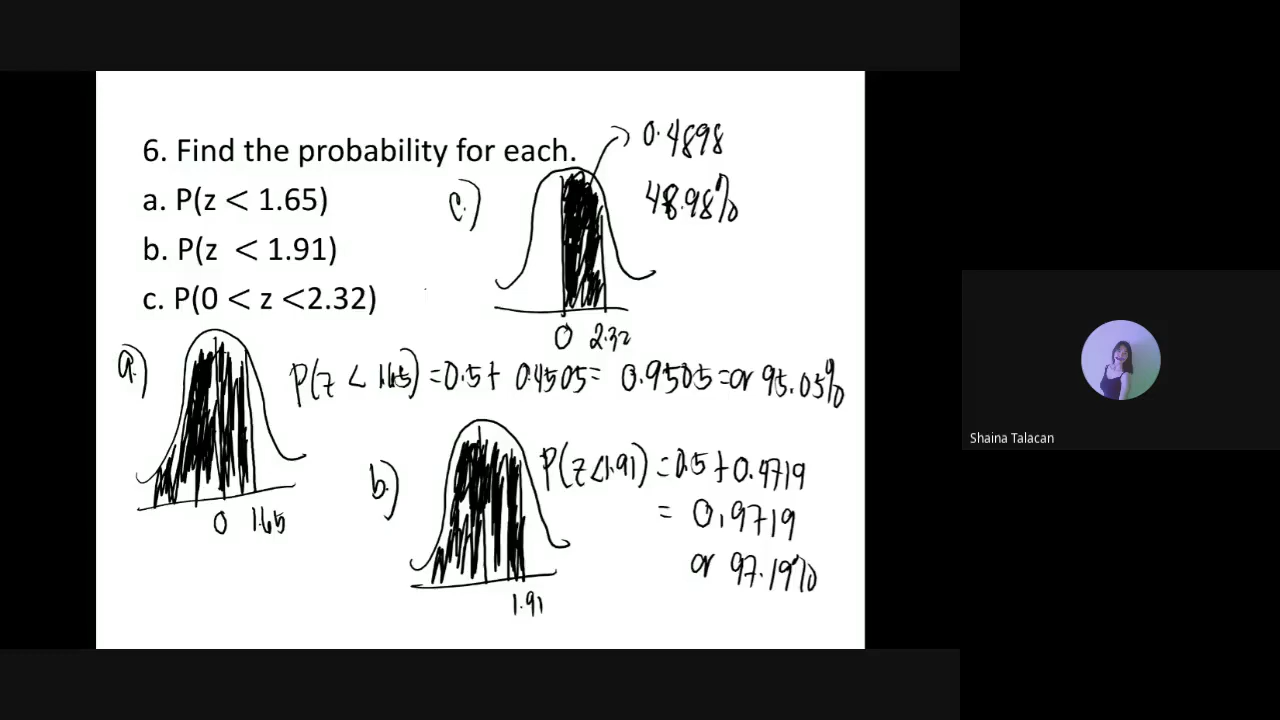 6. Find the probability for each.
a. P(z < 1.65)
b. P(z < 1.91)
c. P(0 < z <2.32)
c.)
0.4898
48.98%
0 2.32
a.)
P(z < 1.65) = 0.5 + 0.4505 = 0.9505 = or 95.05%
0 1.65
b.)
P(z<1.91) = 0.5 + 0.4719
= 0.9719
or 97.19%
1.91
Shaina Talacan